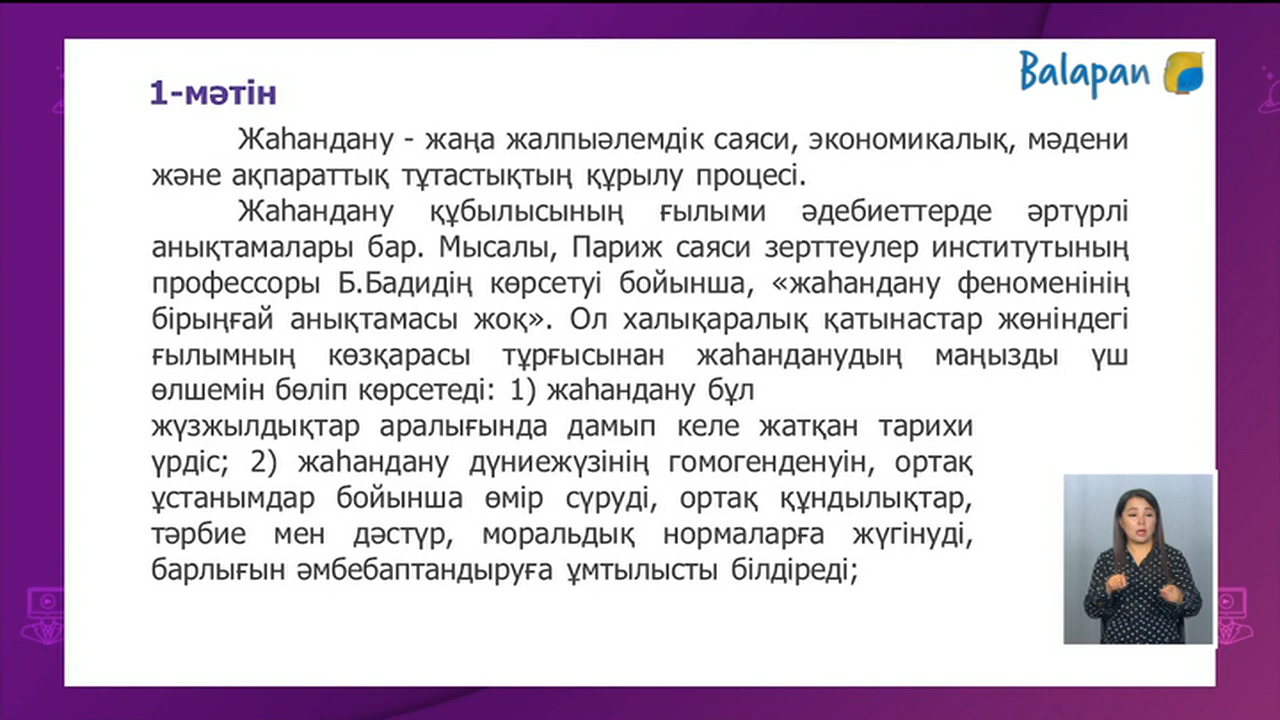 Balapan
1-мәтін
Жаһандану - жаңа жалпыәлемдік саяси, экономикалық, мәдени
және ақпараттық тұтастықтың құрылу процесі.
Жаһандану құбылысының ғылыми әдебиеттерде әртүрлі
анықтамалары бар. Мысалы, Париж саяси зерттеулер институтының
профессоры Б.Бадидің көрсетуі бойынша, «жаһандану феноменінің
бірыңғай анықтамасы жоқ». Ол халықаралық қатынастар жөніндегі
ғылымның көзқарасы тұрғысынан жаһанданудың маңызды үш
өлшемін бөліп көрсетеді: 1) жаһандану бұл
жүзжылдықтар аралығында дамып келе жатқан тарихи
үрдіс; 2) жаһандану дүниежүзінің гомогенденуін, ортақ
ұстанымдар бойынша өмір сүруді, ортақ құндылықтар,
тәрбие мен дәстүр, моральдық нормаларға жүгінуді,
барлығын әмбебаптандыруға ұмтылысты білдіреді;